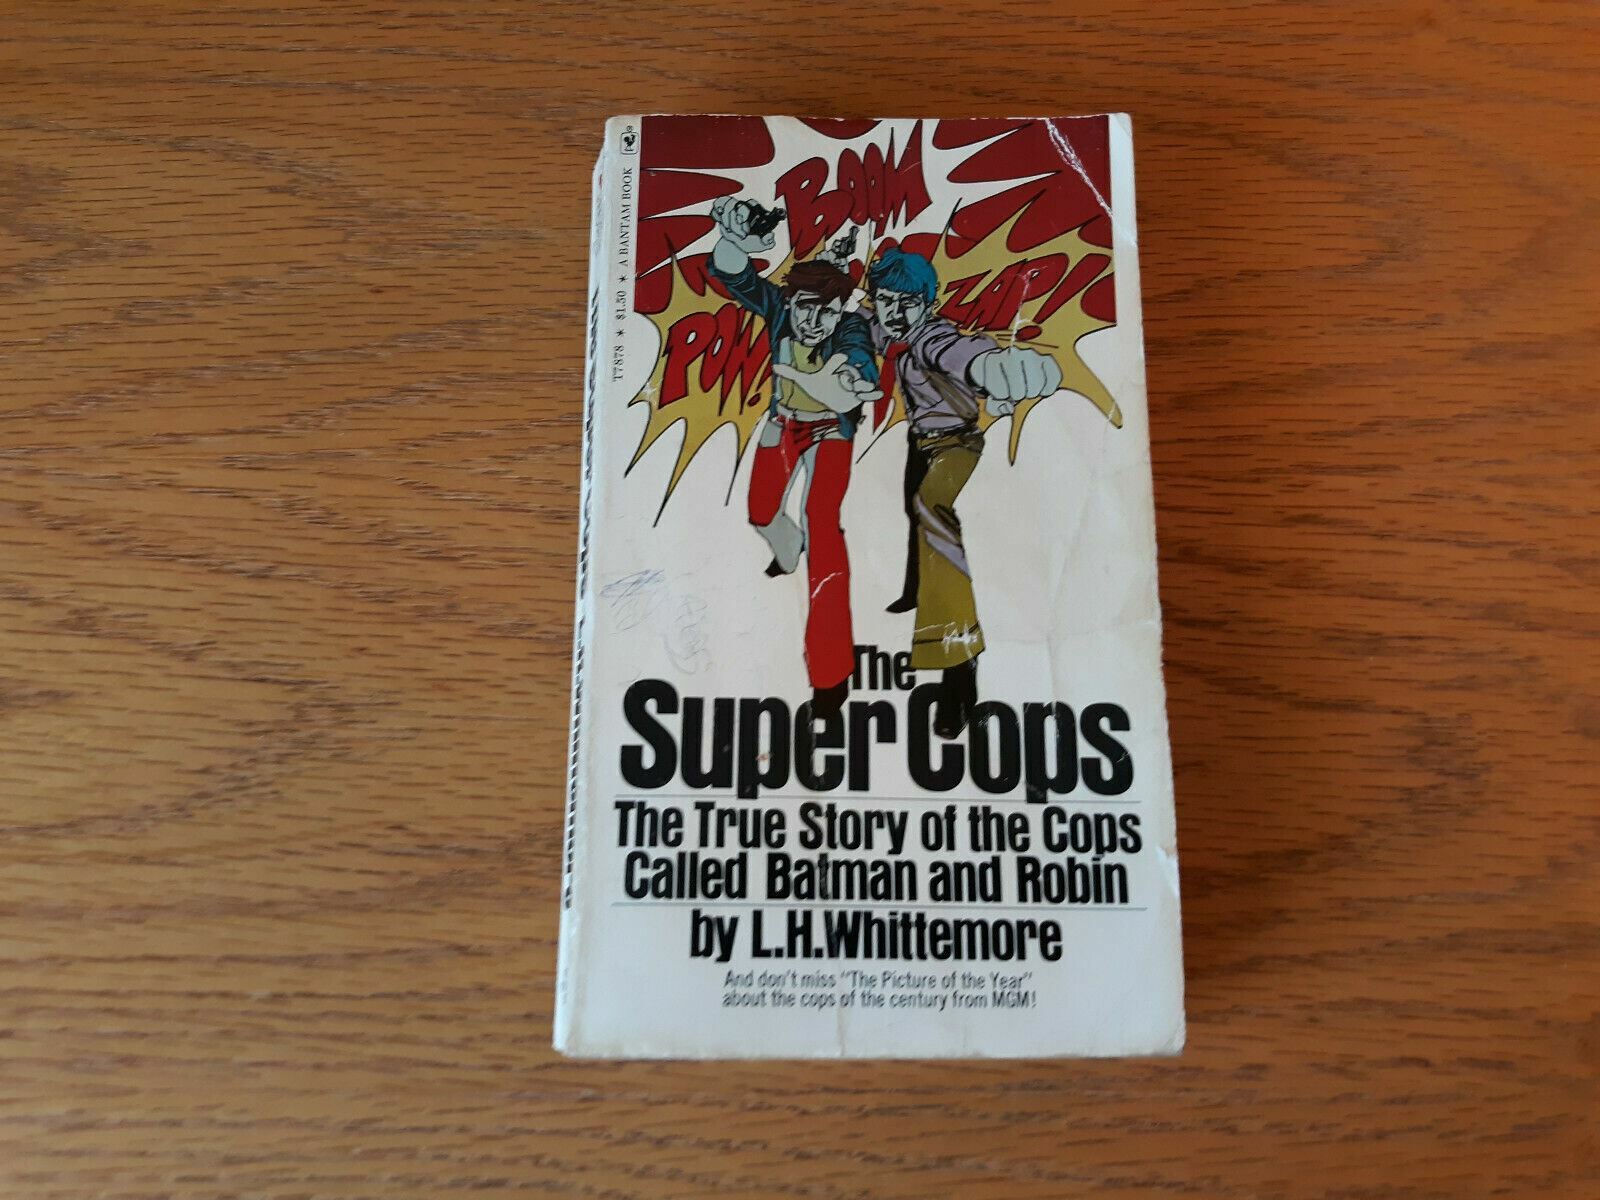 T7878 * $1.50 * A BANTAM BOOK
BOOM
POW!
ZAP!
The
Super Cops
The True Story of the Cops
Called Batman and Robin
by L.H.Whittemore
And don't miss "The Picture of the Year"
about the cops of the century from MGM!